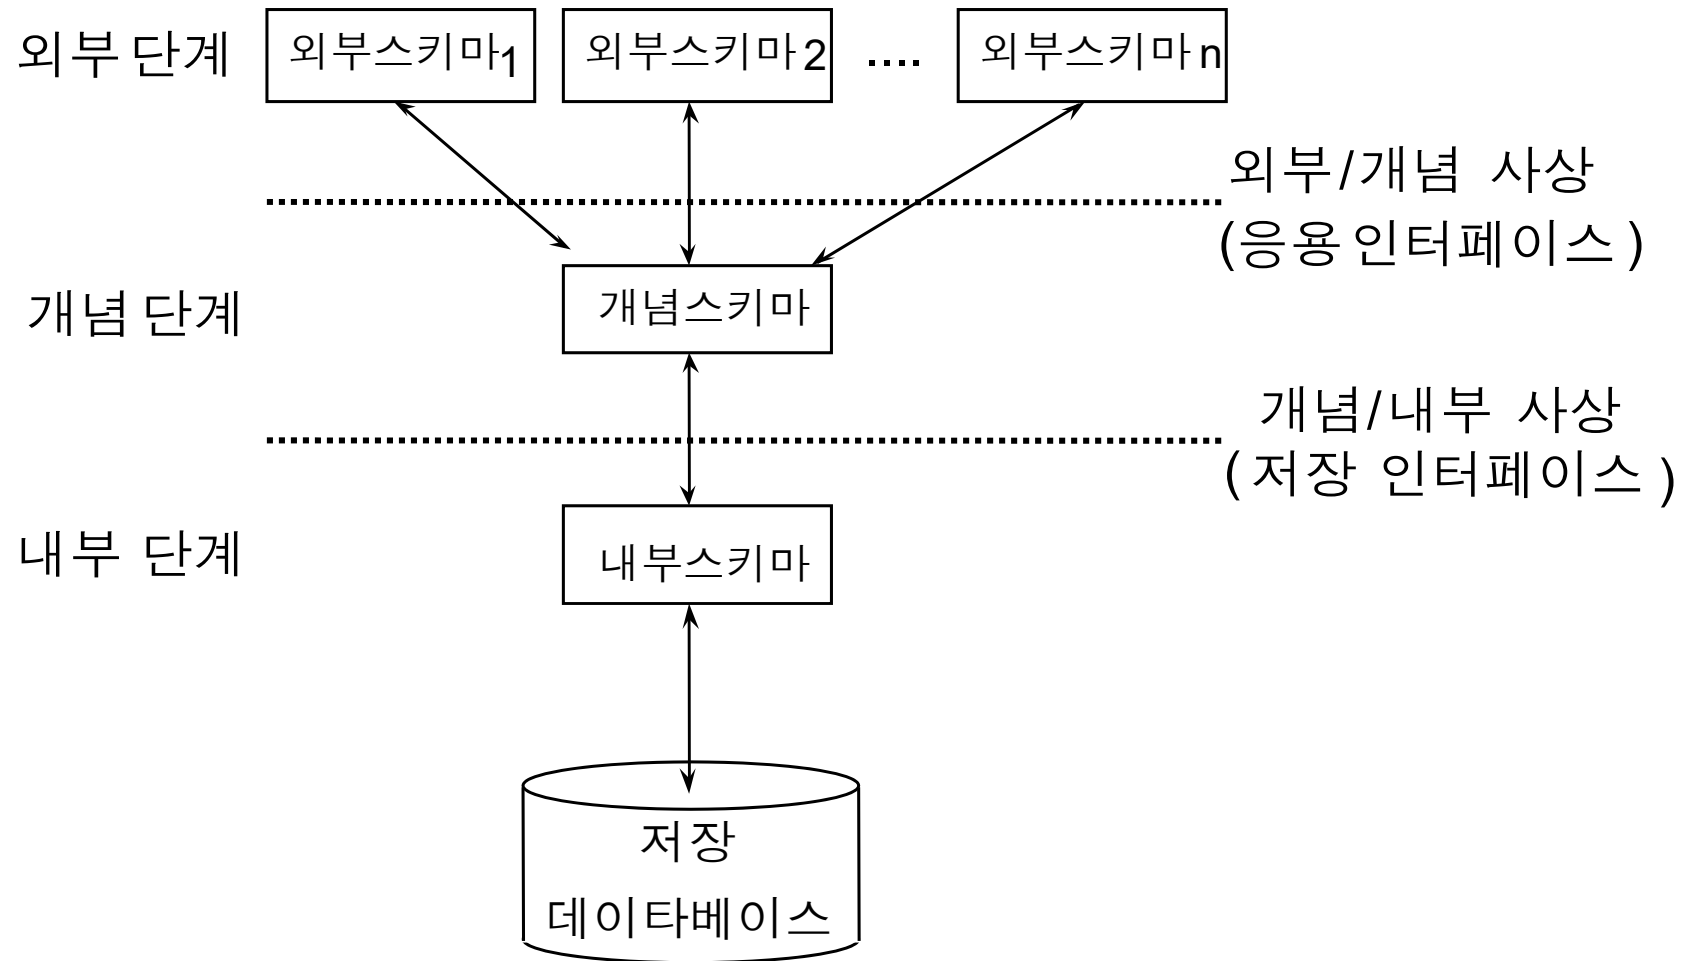 외부단계
외부스키마1
외부스키마2
....
외부스키마n
외부/개념 사상
(응용인터페이스)
개념 단계
개념스키마
개념/내부 사상
(저장 인터페이스)
내부 단계
내부스키마
저장
데이타베이스